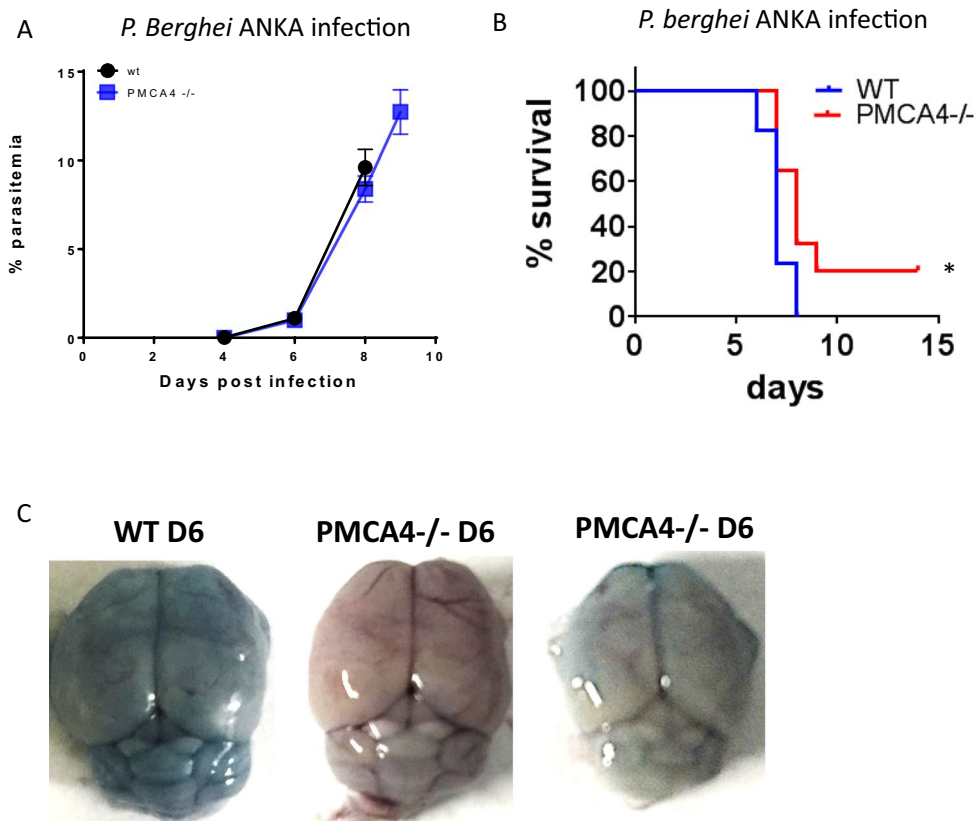 A
P. Berghei ANKA infection
wt
PMCA4 -/-
15
10
5
0
% parasitemia
0 2 4 6 8 10
Days post infection
B
P. berghei ANKA infection
WT
PMCA4-/-
100
80
60
40
20
0
% survival
*
0 5 10 15
days
C
WT D6
PMCA4-/- D6
PMCA4-/- D6